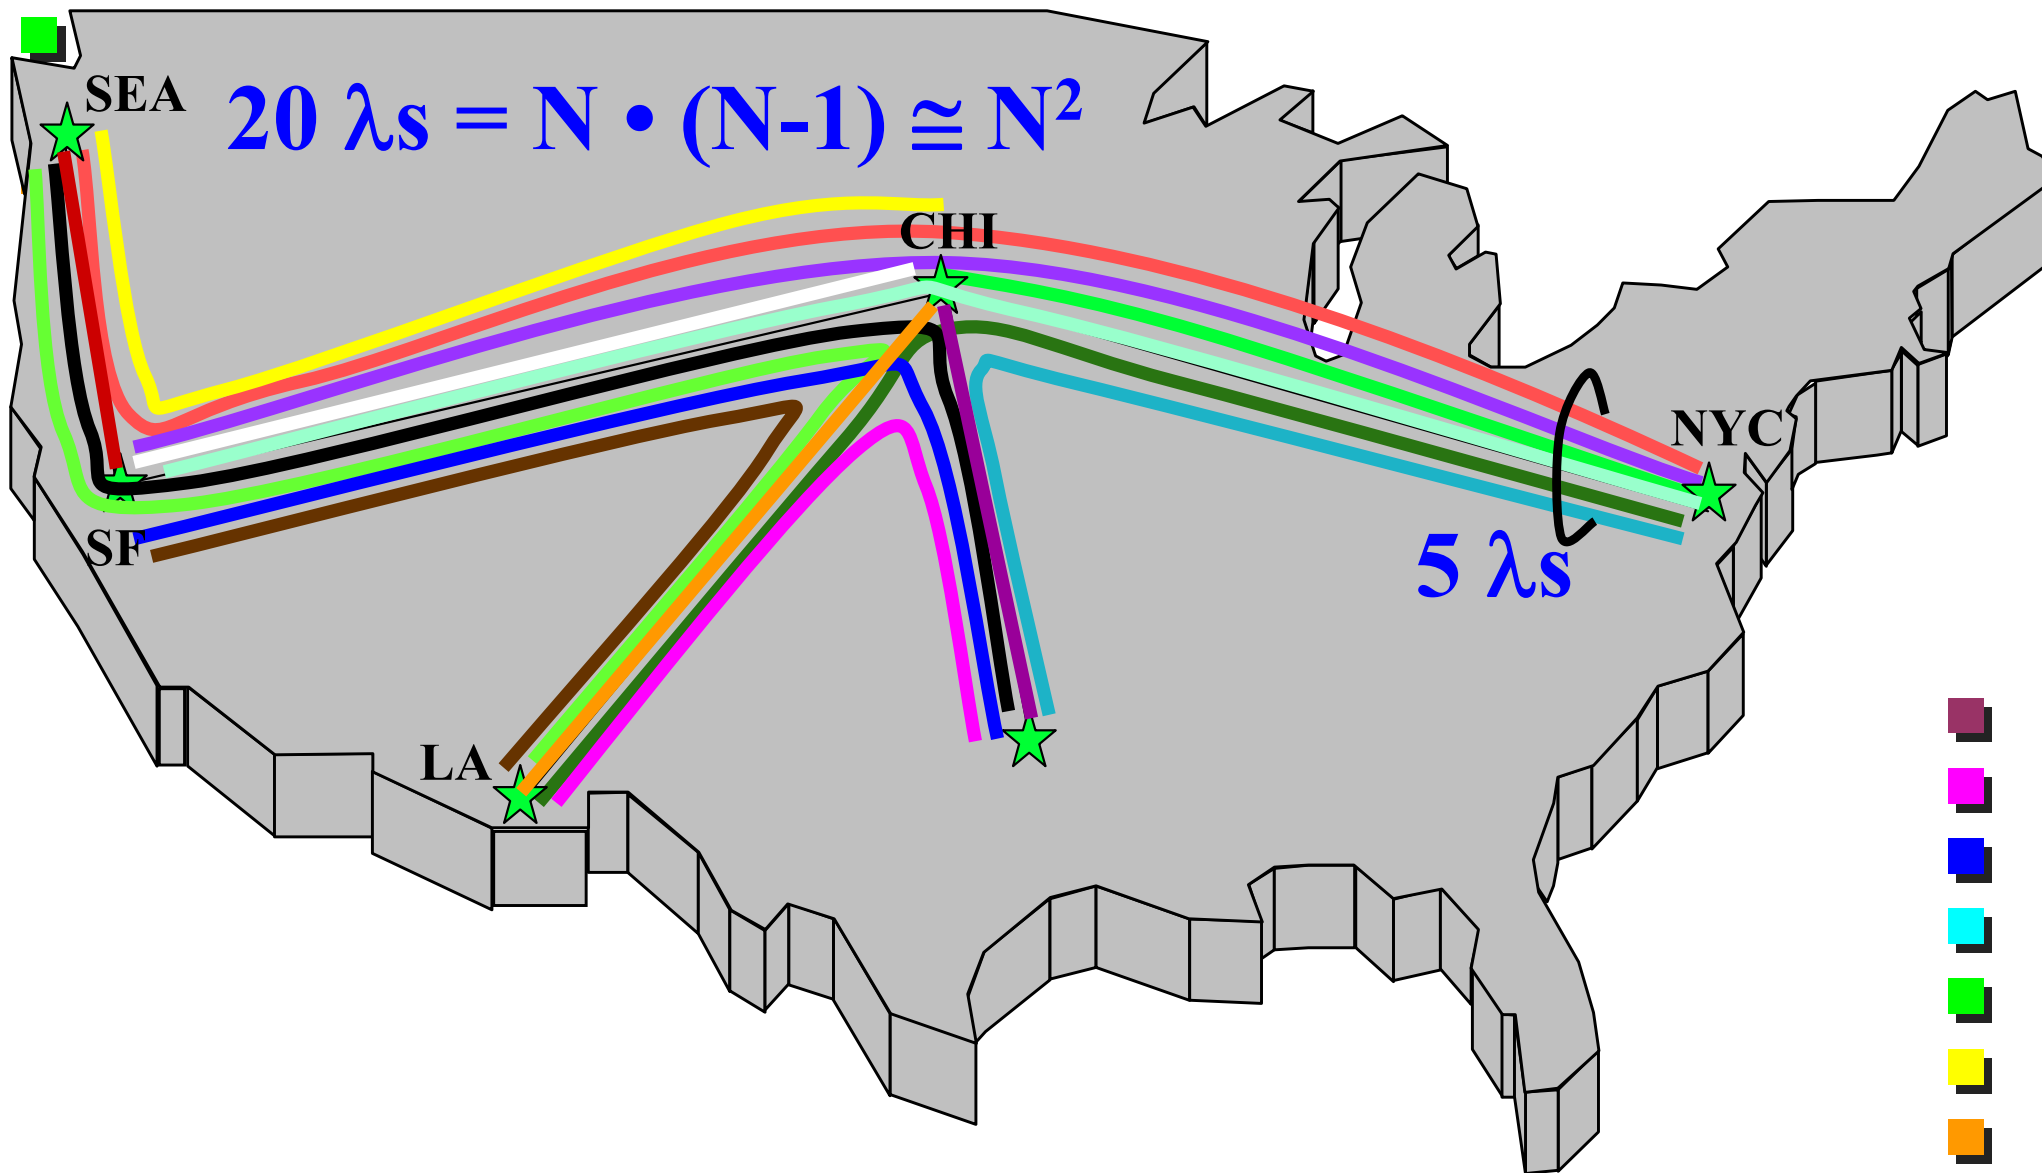 SEA
20 λs = N • (N-1) ≅ N²
CHI
NYC
SF
5 λs
LA